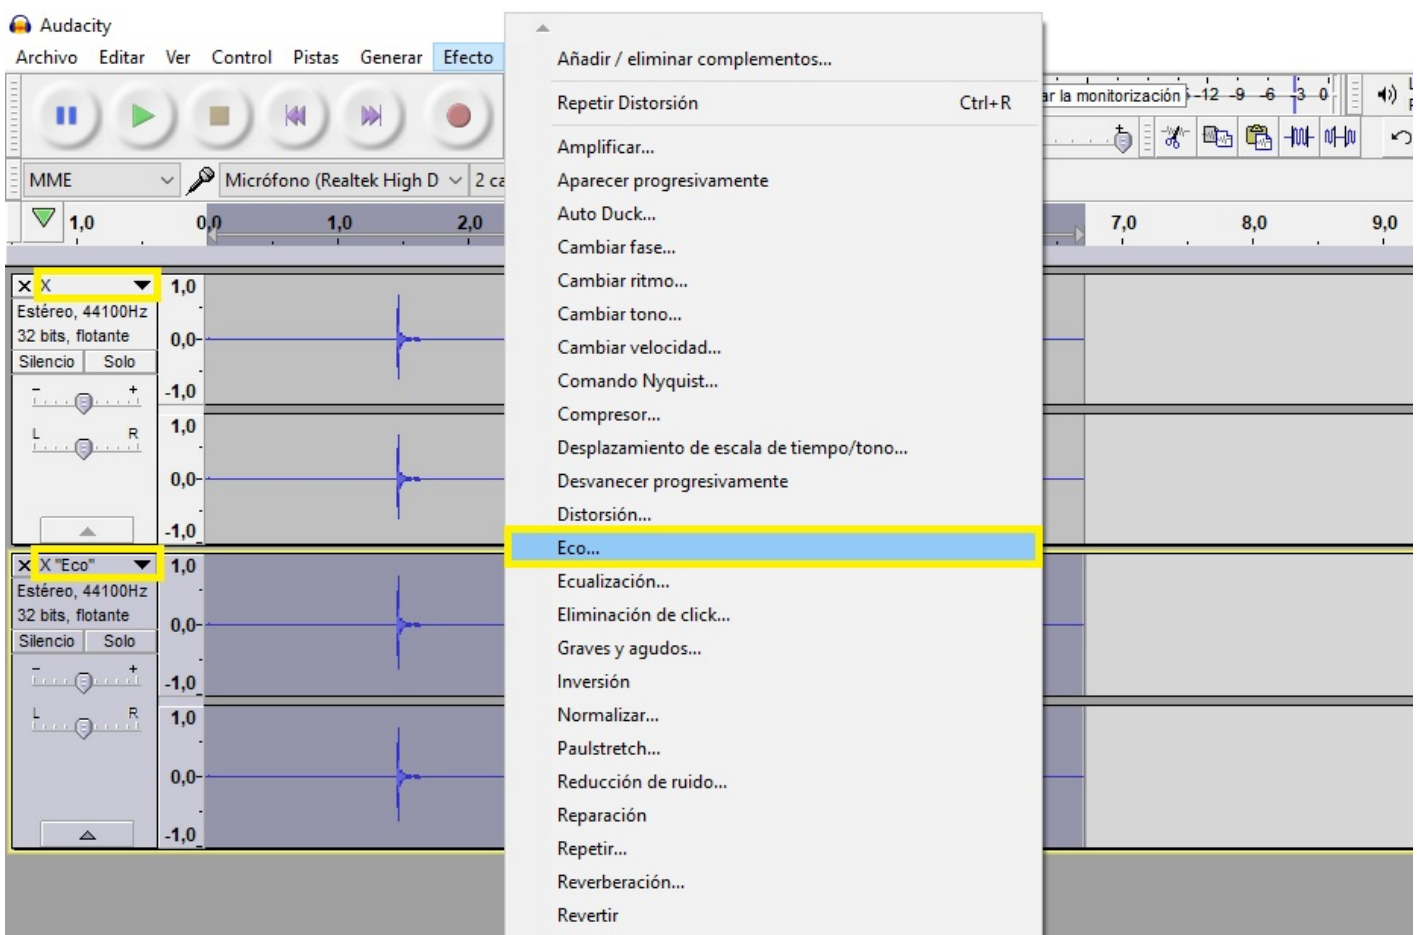 Audacity
Archivo Editar Ver Control Pistas Generar Efecto
MME
Micrófono (Realtek High D
2 ca
1,0 0,0 1,0 2,0
7,0 8,0 9,0
ar la monitorización
-12 -9 -6 -3 0
Añadir / eliminar complementos...
Repetir Distorsión Ctrl+R
Amplificar...
Aparecer progresivamente
Auto Duck...
Cambiar fase...
Cambiar ritmo...
Cambiar tono...
Cambiar velocidad...
Comando Nyquist...
Compresor...
Desplazamiento de escala de tiempo/tono...
Desvanecer progresivamente
Distorsión...
Eco...
Ecualización...
Eliminación de click...
Graves y agudos...
Inversión
Normalizar...
Paulstretch...
Reducción de ruido...
Reparación
Repetir...
Reverberación...
Revertir
X
Estéreo, 44100Hz
32 bits, flotante
Silencio Solo
- +
L R
1,0
0,0
-1,0
1,0
0,0
-1,0
X "Eco"
Estéreo, 44100Hz
32 bits, flotante
Silencio Solo
- +
L R
1,0
0,0
-1,0
1,0
0,0
-1,0